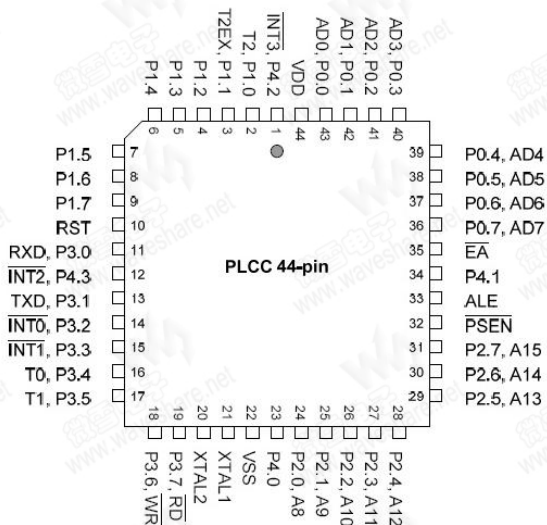 P1.4
P1.3
P1.2
T2EX, P1.1
T2, P1.0
INT3, P4.2
VDD
AD0, P0.0
AD1, P0.1
AD2, P0.2
AD3, P0.3
6 5 4 3 2 1 44 43 42 41 40
P1.5 7 39 P0.4, AD4
P1.6 8 38 P0.5, AD5
P1.7 9 37 P0.6, AD6
RST 10 36 P0.7, AD7
RXD, P3.0 11 35 EA
INT2, P4.3 12 PLCC 44-pin 34 P4.1
TXD, P3.1 13 33 ALE
INT0, P3.2 14 32 PSEN
INT1, P3.3 15 31 P2.7, A15
T0, P3.4 16 30 P2.6, A14
T1, P3.5 17 29 P2.5, A13
18 19 20 21 22 23 24 25 26 27 28
P3.6, WR
P3.7, RD
XTAL2
XTAL1
VSS
P4.0
P2.0, A8
P2.1, A9
P2.2, A10
P2.3, A11
P2.4, A12
微雪电子
www.waveshare.net